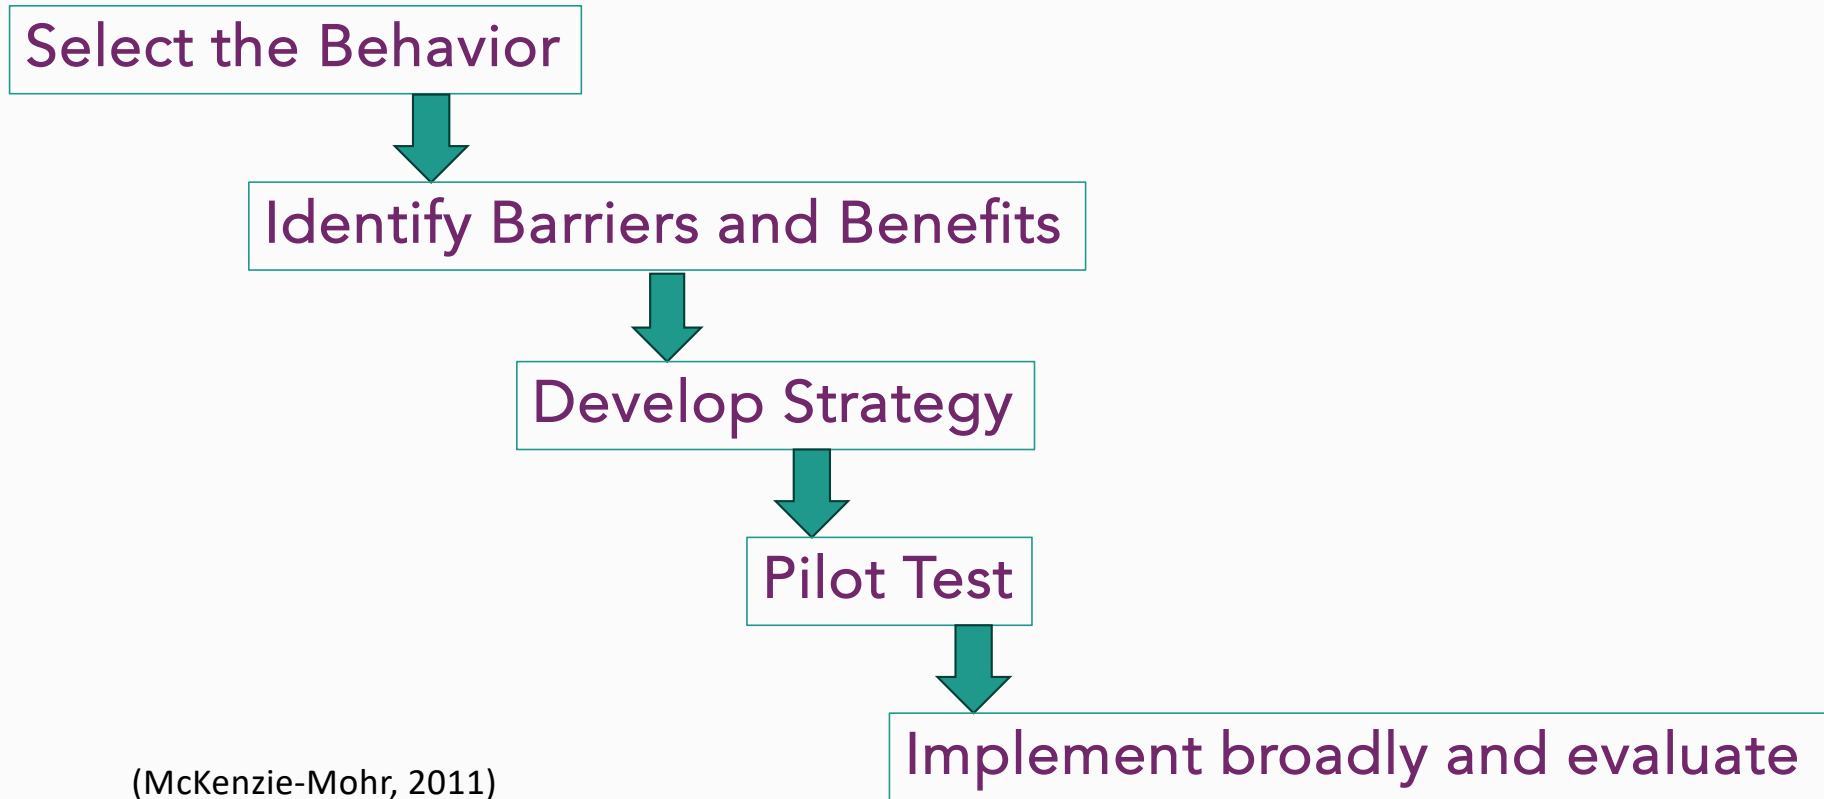 Select the Behavior
Identify Barriers and Benefits
Develop Strategy
Pilot Test
Implement broadly and evaluate
(McKenzie-Mohr, 2011)